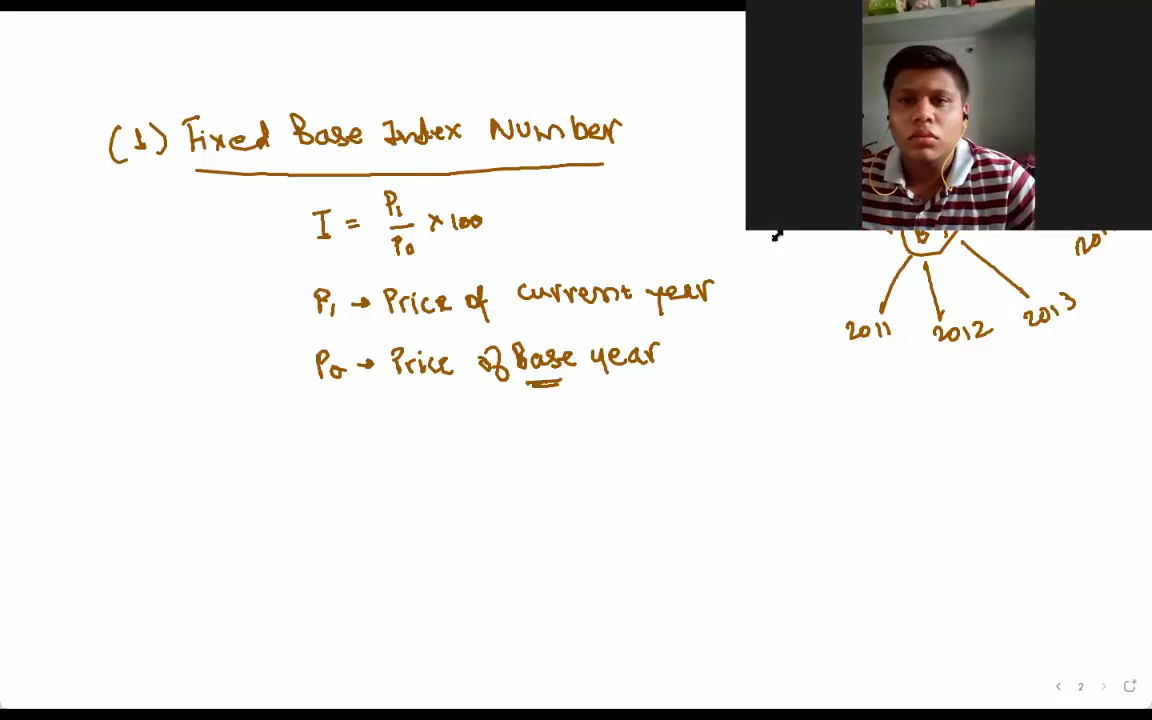 (1) Fixed Base Index Number
I = P₁/P₀ × 100
P₁ → Price of current year
P₀ → Price of Base year
2011 2012 2013
2